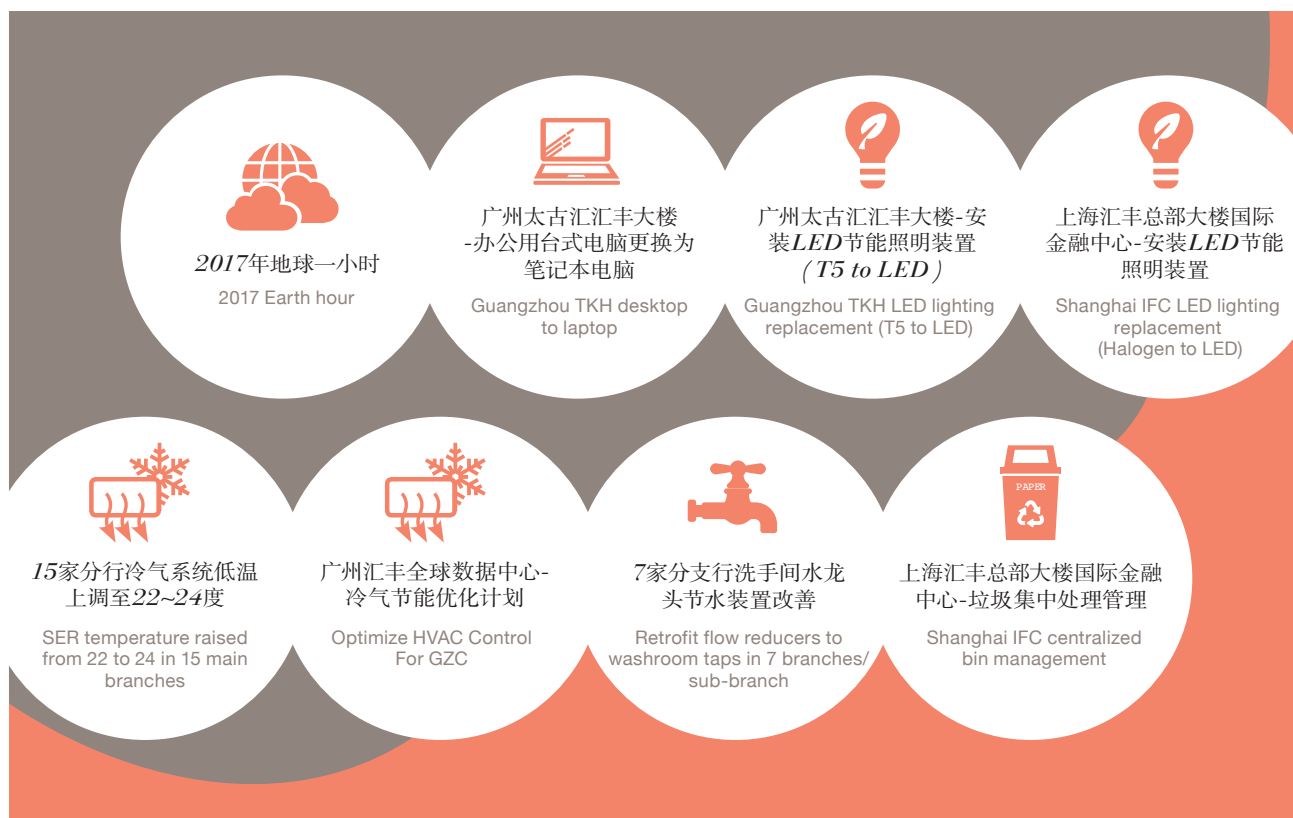 2017年地球一小时
2017 Earth hour
广州太古汇汇丰大楼
-办公用台式电脑更换为
笔记本电脑
Guangzhou TKH desktop
to laptop
广州太古汇汇丰大楼-安
装LED节能照明装置
(T5 to LED)
Guangzhou TKH LED lighting
replacement (T5 to LED)
上海汇丰总部大楼国际
金融中心-安装LED节能
照明装置
Shanghai IFC LED lighting
replacement
(Halogen to LED)
15家分行冷气系统低温
上调至22~24度
SER temperature raised
from 22 to 24 in 15 main
branches
广州汇丰全球数据中心-
冷气节能优化计划
Optimize HVAC Control
For GZC
7家分支行洗手间水龙
头节水装置改善
Retrofit flow reducers to
washroom taps in 7 branches/
sub-branch
PAPER
上海汇丰总部大楼国际金融
中心-垃圾集中处理管理
Shanghai IFC centralized
bin management